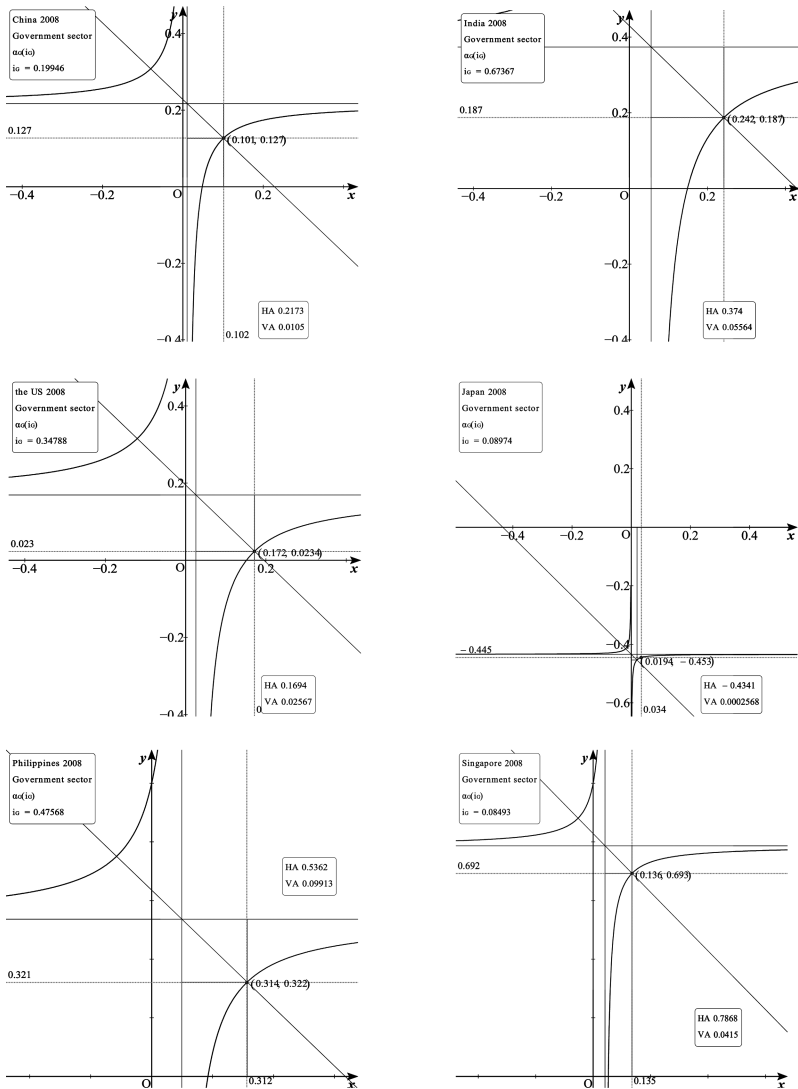 China 2008
Government sector
αG(iG)
iG = 0.19946
y
0.4
0.2
0.127
(0.101, 0.127)
−0.4
−0.2
O
0.2
x
−0.2
HA 0.2173
VA 0.0105
−0.4
0.102
India 2008
Government sector
αG(iG)
iG = 0.67367
y
0.4
0.2
0.187
(0.242, 0.187)
−0.4
−0.2
O
0.2
x
−0.2
HA 0.374
VA 0.05564
−0.4
the US 2008
Government sector
αG(iG)
iG = 0.34788
y
0.4
0.2
0.023
(0.172, 0.0234)
−0.4
−0.2
O
0.2
x
−0.2
HA 0.1694
VA 0.02567
−0.4
0
Japan 2008
Government sector
αG(iG)
iG = 0.08974
y
0.4
0.2
−0.4
−0.2
O
0.2
0.4
x
−0.2
−0.4
−0.445
(0.0194, −0.453)
HA −0.4341
VA 0.0002568
−0.6
0.034
Philippines 2008
Government sector
αG(iG)
iG = 0.47568
y
HA 0.5362
VA 0.09913
0.321
(0.314, 0.322)
O
0.312
x
Singapore 2008
Government sector
αG(iG)
iG = 0.08493
y
0.692
(0.136, 0.693)
HA 0.7868
VA 0.0415
O
0.135
x